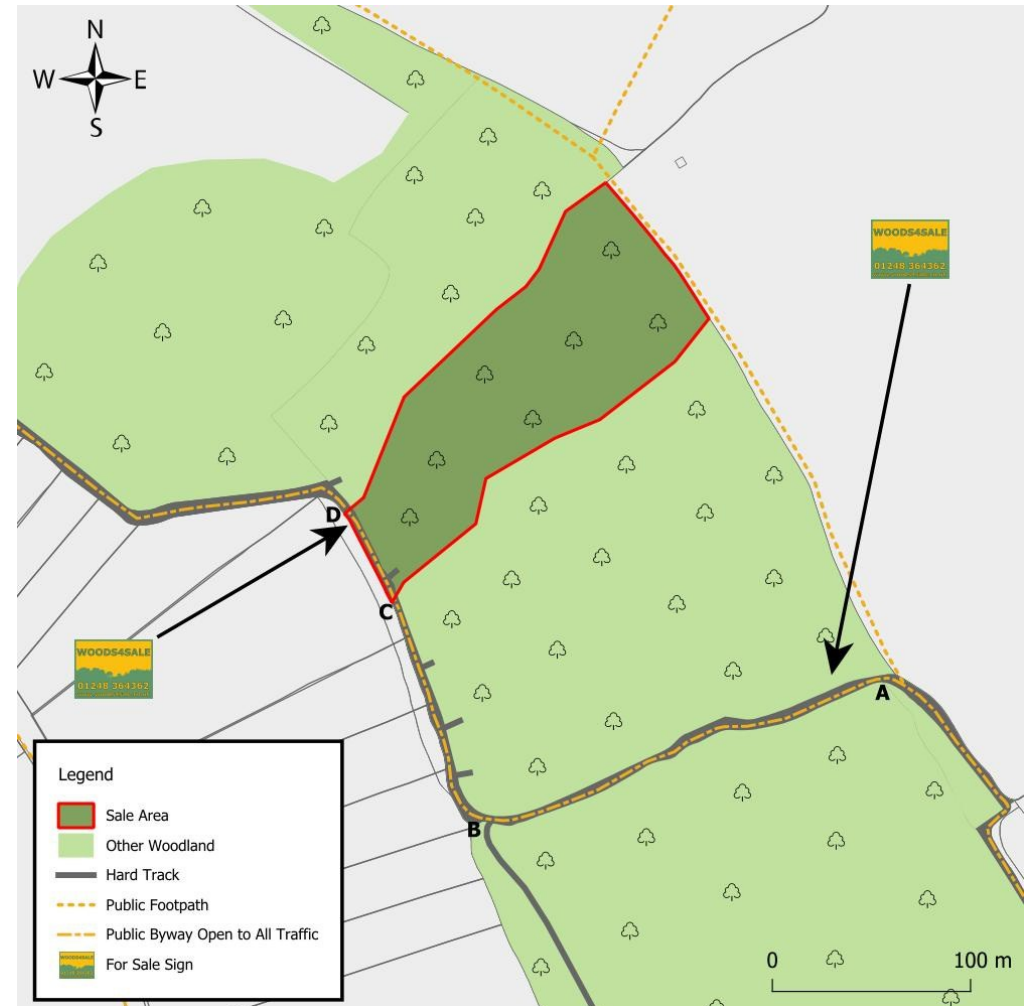 N
W E
S
WOODS4SALE
01248 364362
D
C
WOODS4SALE
01248 364362
A
B
Legend
Sale Area
Other Woodland
Hard Track
Public Footpath
Public Byway Open to All Traffic
WOODS4SALE
For Sale Sign
0 100 m